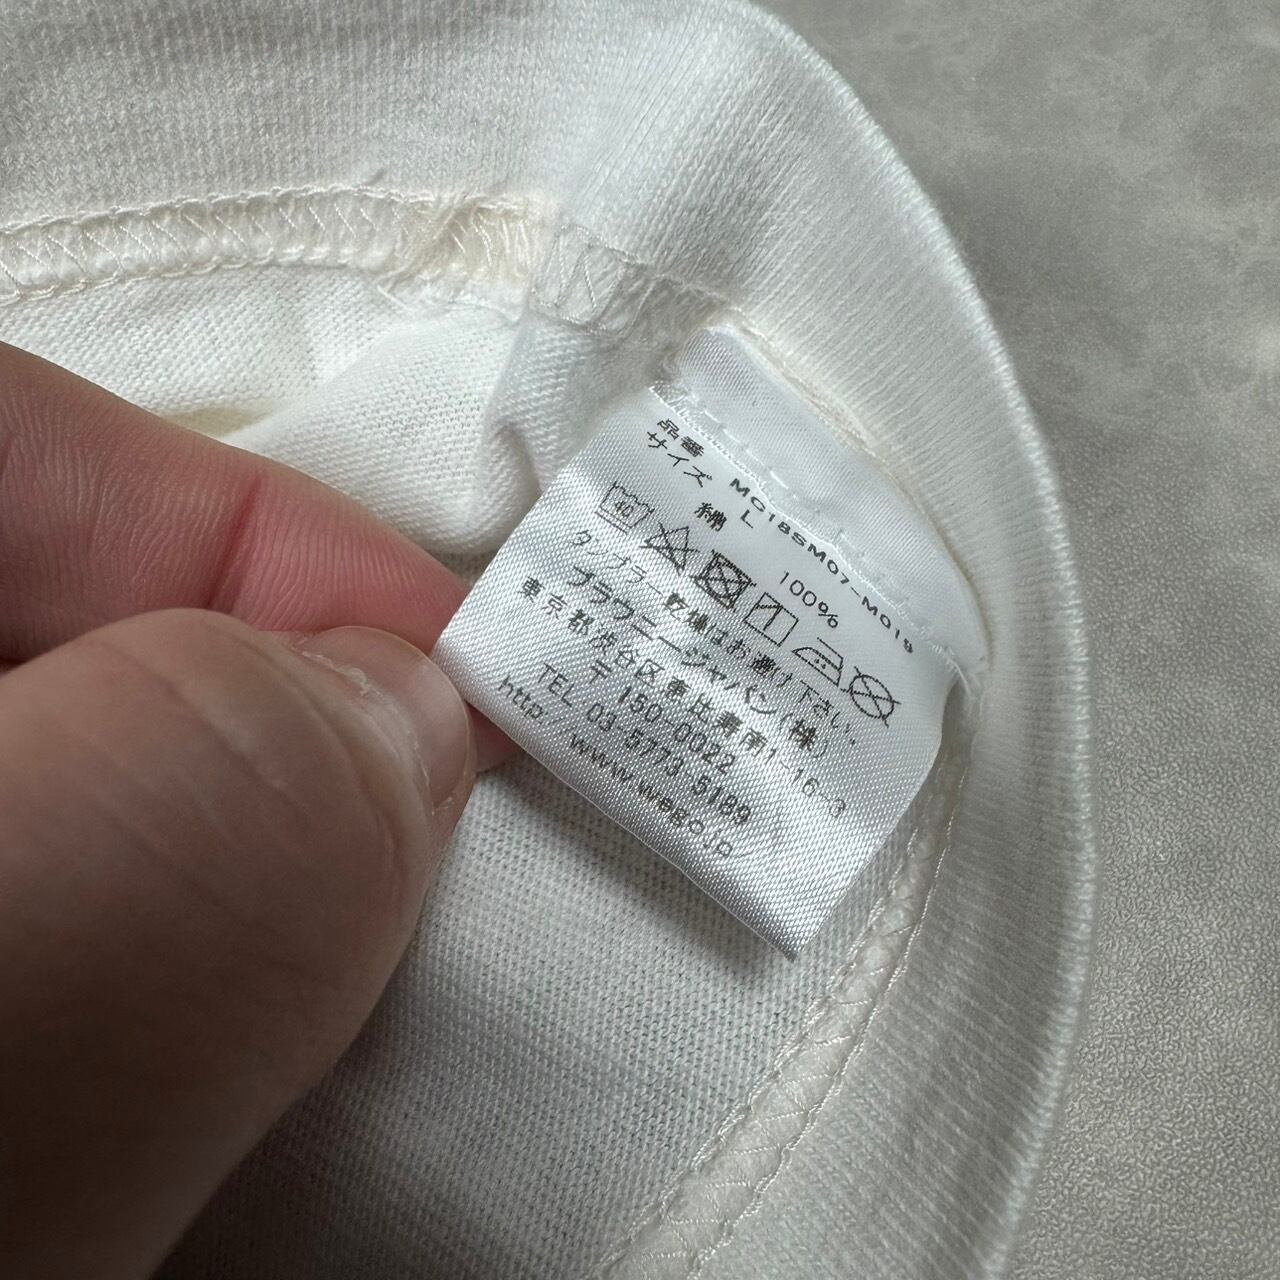 品番 MC18SM07-M019
サイズ L
綿 100%
40
タンブラー乾燥はお避け下さい。
ブラウニージャパン(株)
東京都渋谷区恵比寿南1-16-3
〒150-0022
TEL 03-5773-5189
http://www.wego.jp